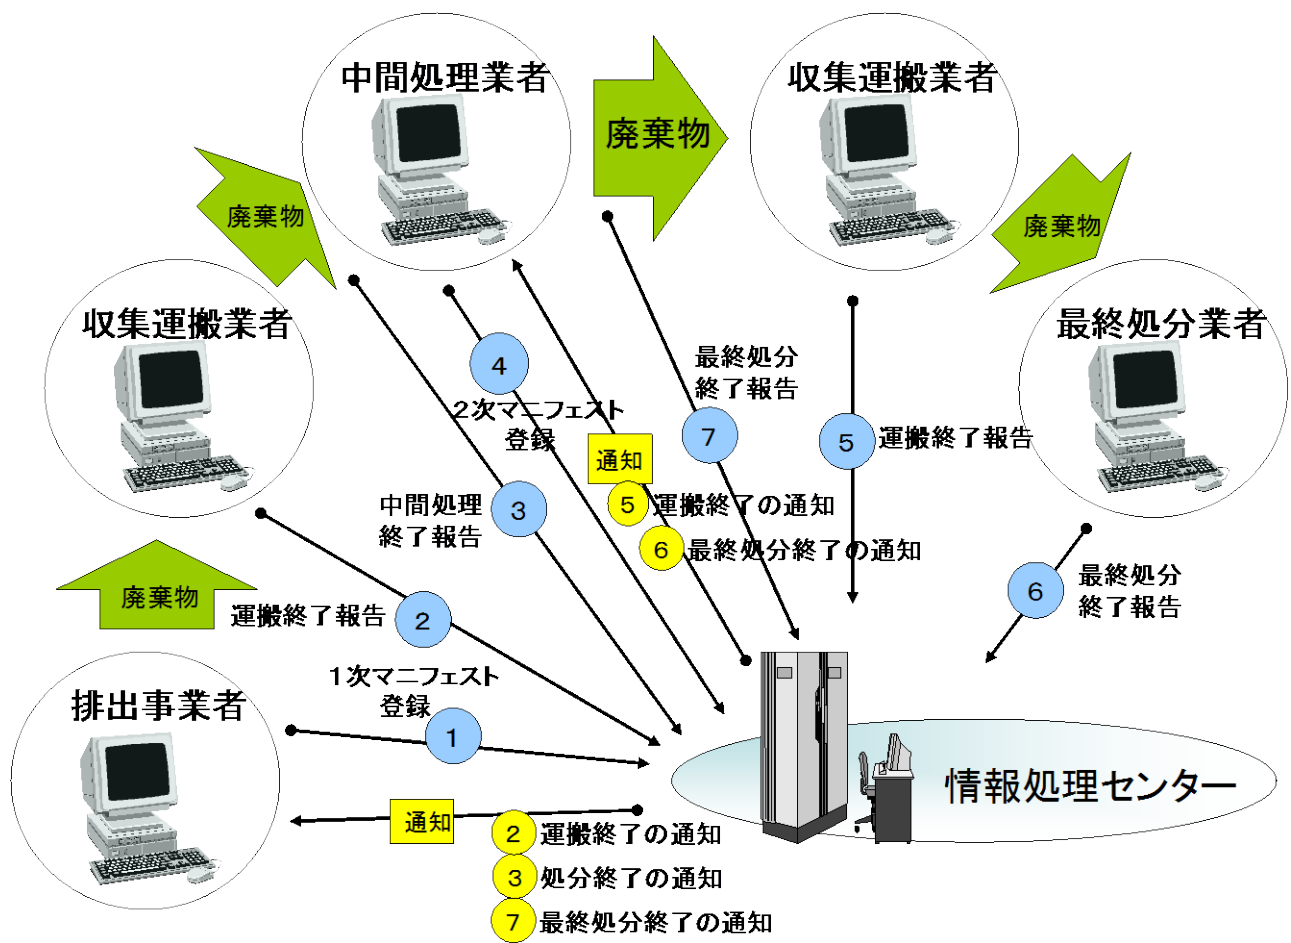 中間処理業者
収集運搬業者
廃棄物
廃棄物
廃棄物
収集運搬業者
最終処分業者
4
最終処分
終了報告
2次マニフェスト
登録
7
5
運搬終了報告
通知
中間処理
終了報告
3
5
運搬終了の通知
6
最終処分終了の通知
6
最終処分
終了報告
廃棄物
運搬終了報告
2
1次マニフェスト
登録
排出事業者
1
情報処理センター
通知
2
運搬終了の通知
3
処分終了の通知
7
最終処分終了の通知